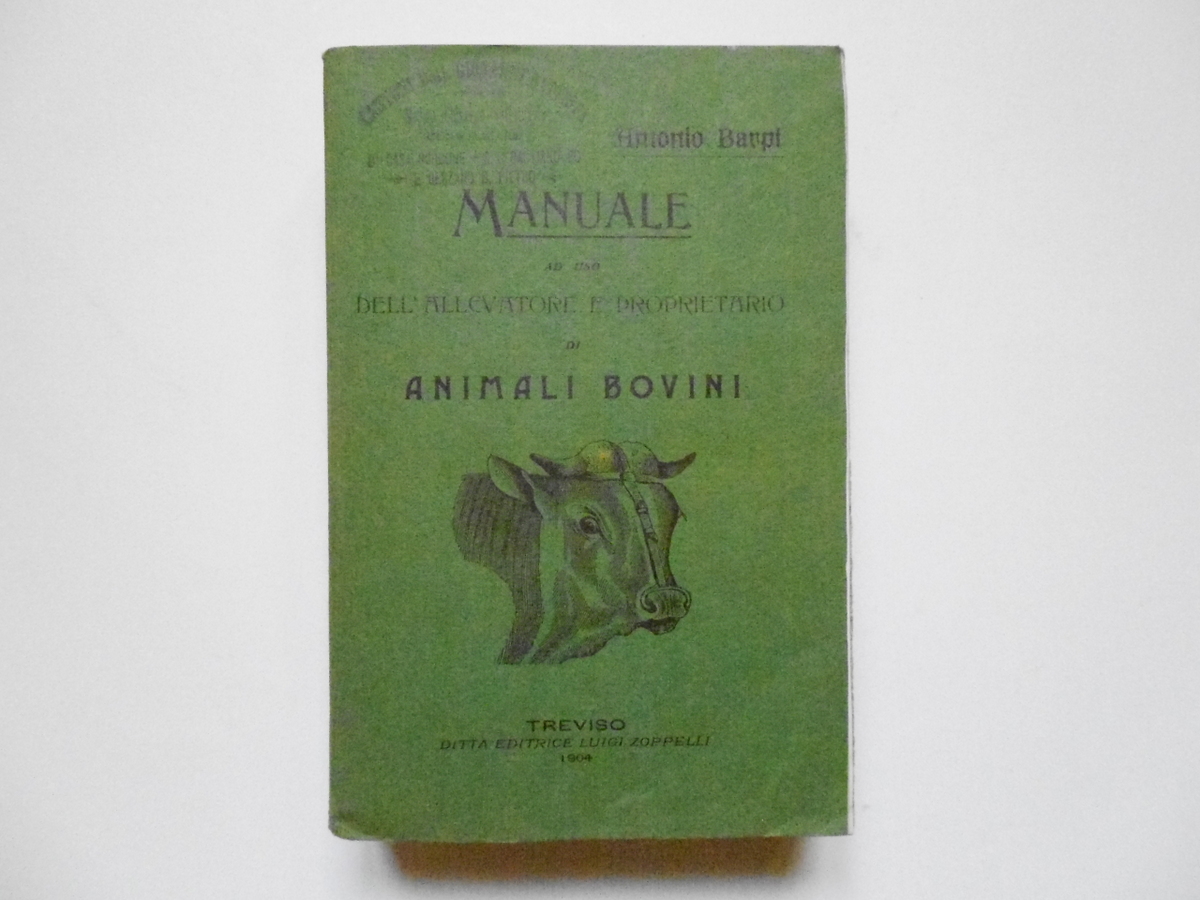 Antonio Barpi
MANUALE
AD USO
DELL'ALLEVATORE E PROPRIETARIO
DI
ANIMALI BOVINI
TREVISO
DITTA EDITRICE LUIGI ZOPPELLI
1904